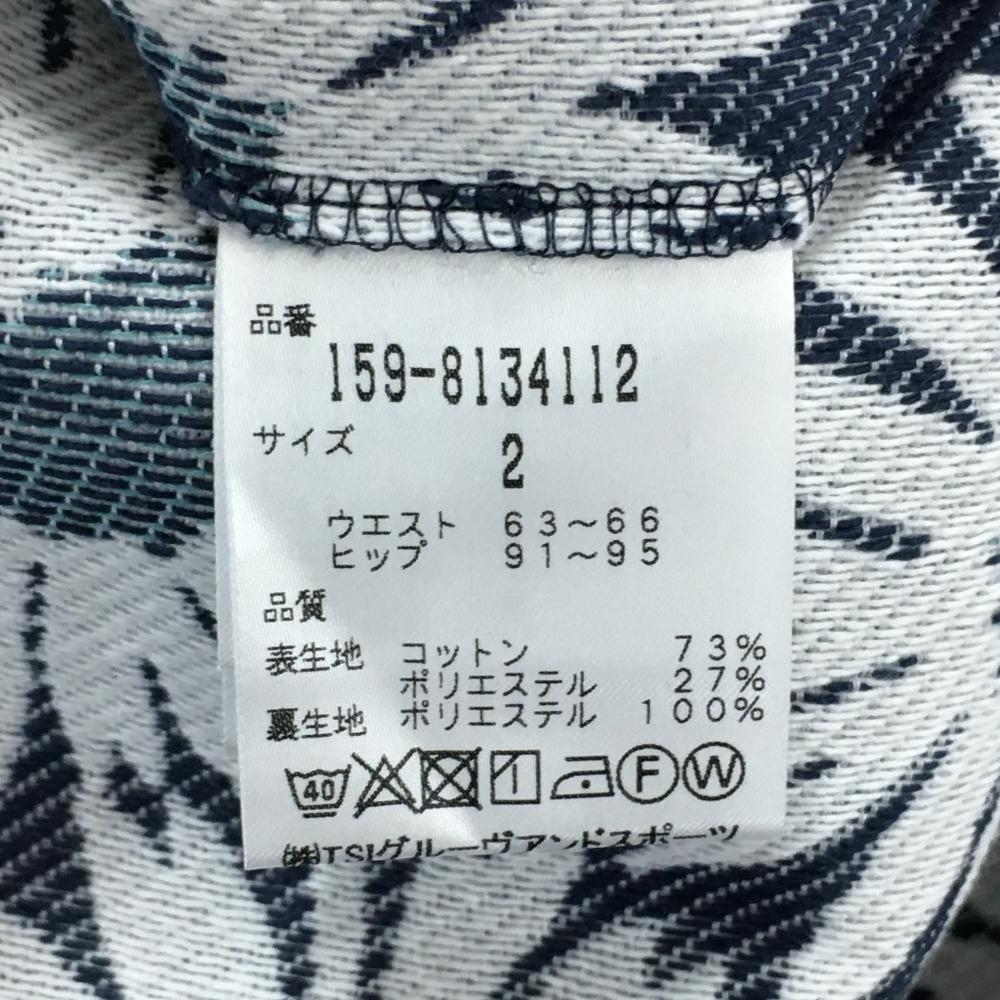 品番
159-8134112
サイズ 2
ウエスト 63～66
ヒップ 91～95
品質
表生地 コットン 73%
ポリエステル 27%
裏生地 ポリエステル 100%
40 F W
㈱TSIグルーヴアンドスポーツ